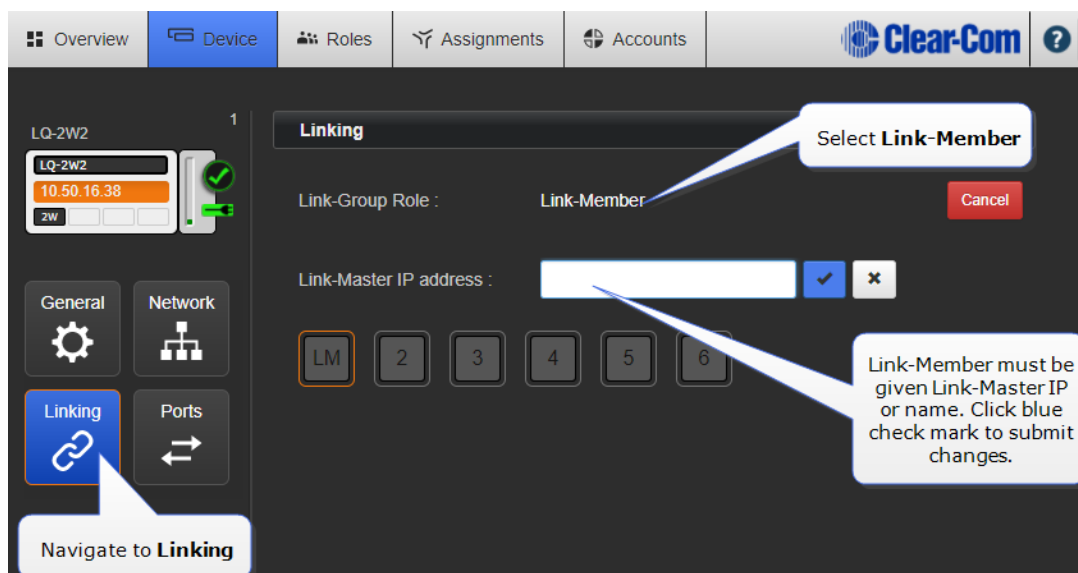 Overview
Device
Roles
Assignments
Accounts
Clear-Com
?
LQ-2W2
1
LQ-2W2
10.50.16.38
2W
General
Network
Linking
Ports
Navigate to Linking
Linking
Select Link-Member
Link-Group Role :
Link-Member
Cancel
Link-Master IP address :
LM
2
3
4
5
6
Link-Member must be
given Link-Master IP
or name. Click blue
check mark to submit
changes.